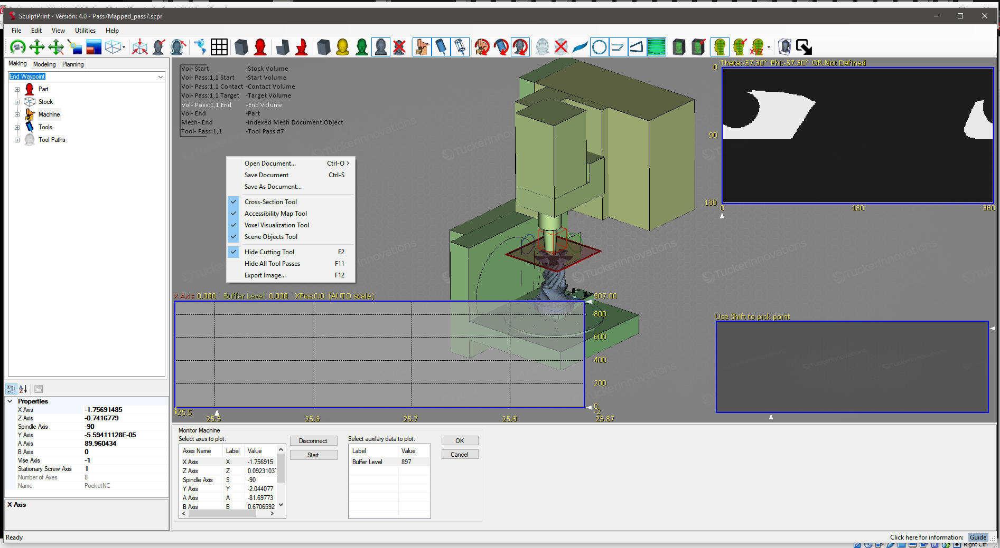 SculptPrint - Version: 4.0 - Pass7Mapped_pass7.scpr
File Edit View Utilities Help
Making Modeling Planning
End Waypoint
Part
Stock
Machine
Tools
Tool Paths
Vol- Start -Stock Volume
Vol- Pass:1,1 Start -Start Volume
Vol- Pass:1,1 Contact -Contact Volume
Vol- Pass:1,1 Target -Target Volume
Vol- Pass:1,1 End -End Volume
Vol- End -Part
Mesh- End -Indexed Mesh Document Object
Tool- Pass:1,1 -Tool Pass #7
Open Document... Ctrl-O
Save Document Ctrl-S
Save As Document...
Cross-Section Tool
Accessibility Map Tool
Voxel Visualization Tool
Scene Objects Tool
Hide Cutting Tool F2
Hide All Tool Passes F11
Export Image... F12
Theta:-57.30° Phi:-57.30° OR:Not Defined
0
90
180
0 180 360
TuckerInnovations
Use Shift to pick point
X Axis 0.000 Buffer Level 0.000 XPos:0.0 (AUTO scale)
907.00
800
600
400
200
0
-2
25.5
25.5 25.6 25.7 25.8 25.87
Properties
X Axis -1.75691485
Z Axis -0.7416779
Spindle Axis -90
Y Axis -5.59411128E-05
A Axis 89.960434
B Axis 0
Vise Axis -1
Stationary Screw Axis 1
Number of Axes 8
Name PocketNC
X Axis
Monitor Machine
Select axes to plot:
Axes Name Label Value
X Axis X -1.756915
Z Axis Z 0.0923103
Spindle Axis S -90
Y Axis Y -2.044077
A Axis A -81.69773
B Axis B 0.6706592
Disconnect
Start
Select auxilary data to plot:
Label Value
Buffer Level 897
OK
Cancel
Ready
Click here for information: Guide
Right Ctrl